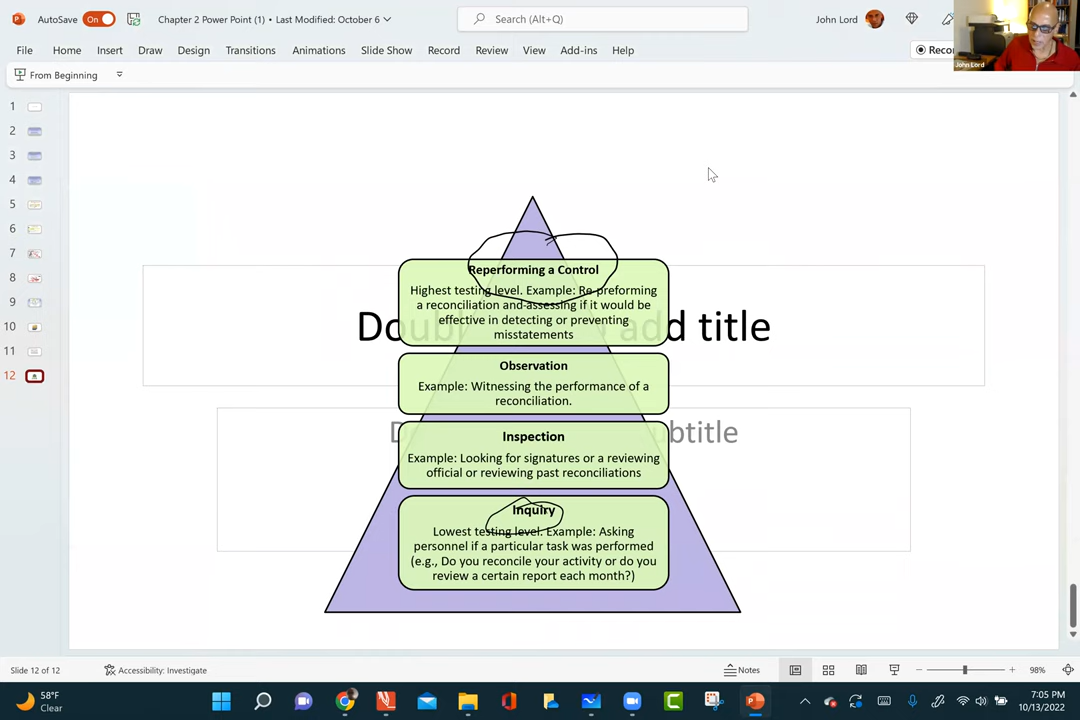 AutoSave On Chapter 2 Power Point (1) • Last Modified: October 6 Search (Alt+Q) John Lord
File Home Insert Draw Design Transitions Animations Slide Show Record Review View Add-ins Help
John Lord
From Beginning
1
2
3
4
5
6
7
8
9
10
11
12
Reperforming a Control
Highest testing level. Example: Re-preforming
a reconciliation and assessing if it would be
effective in detecting or preventing
misstatements
add title
Observation
Example: Witnessing the performance of a
reconciliation.
Inspection
Example: Looking for signatures or a reviewing
official or reviewing past reconciliations
Inquiry
Lowest testing level. Example: Asking
personnel if a particular task was performed
(e.g., Do you reconcile your activity or do you
review a certain report each month?)
Slide 12 of 12 Accessibility: Investigate Notes 98%
58°F
Clear
7:05 PM
10/13/2022